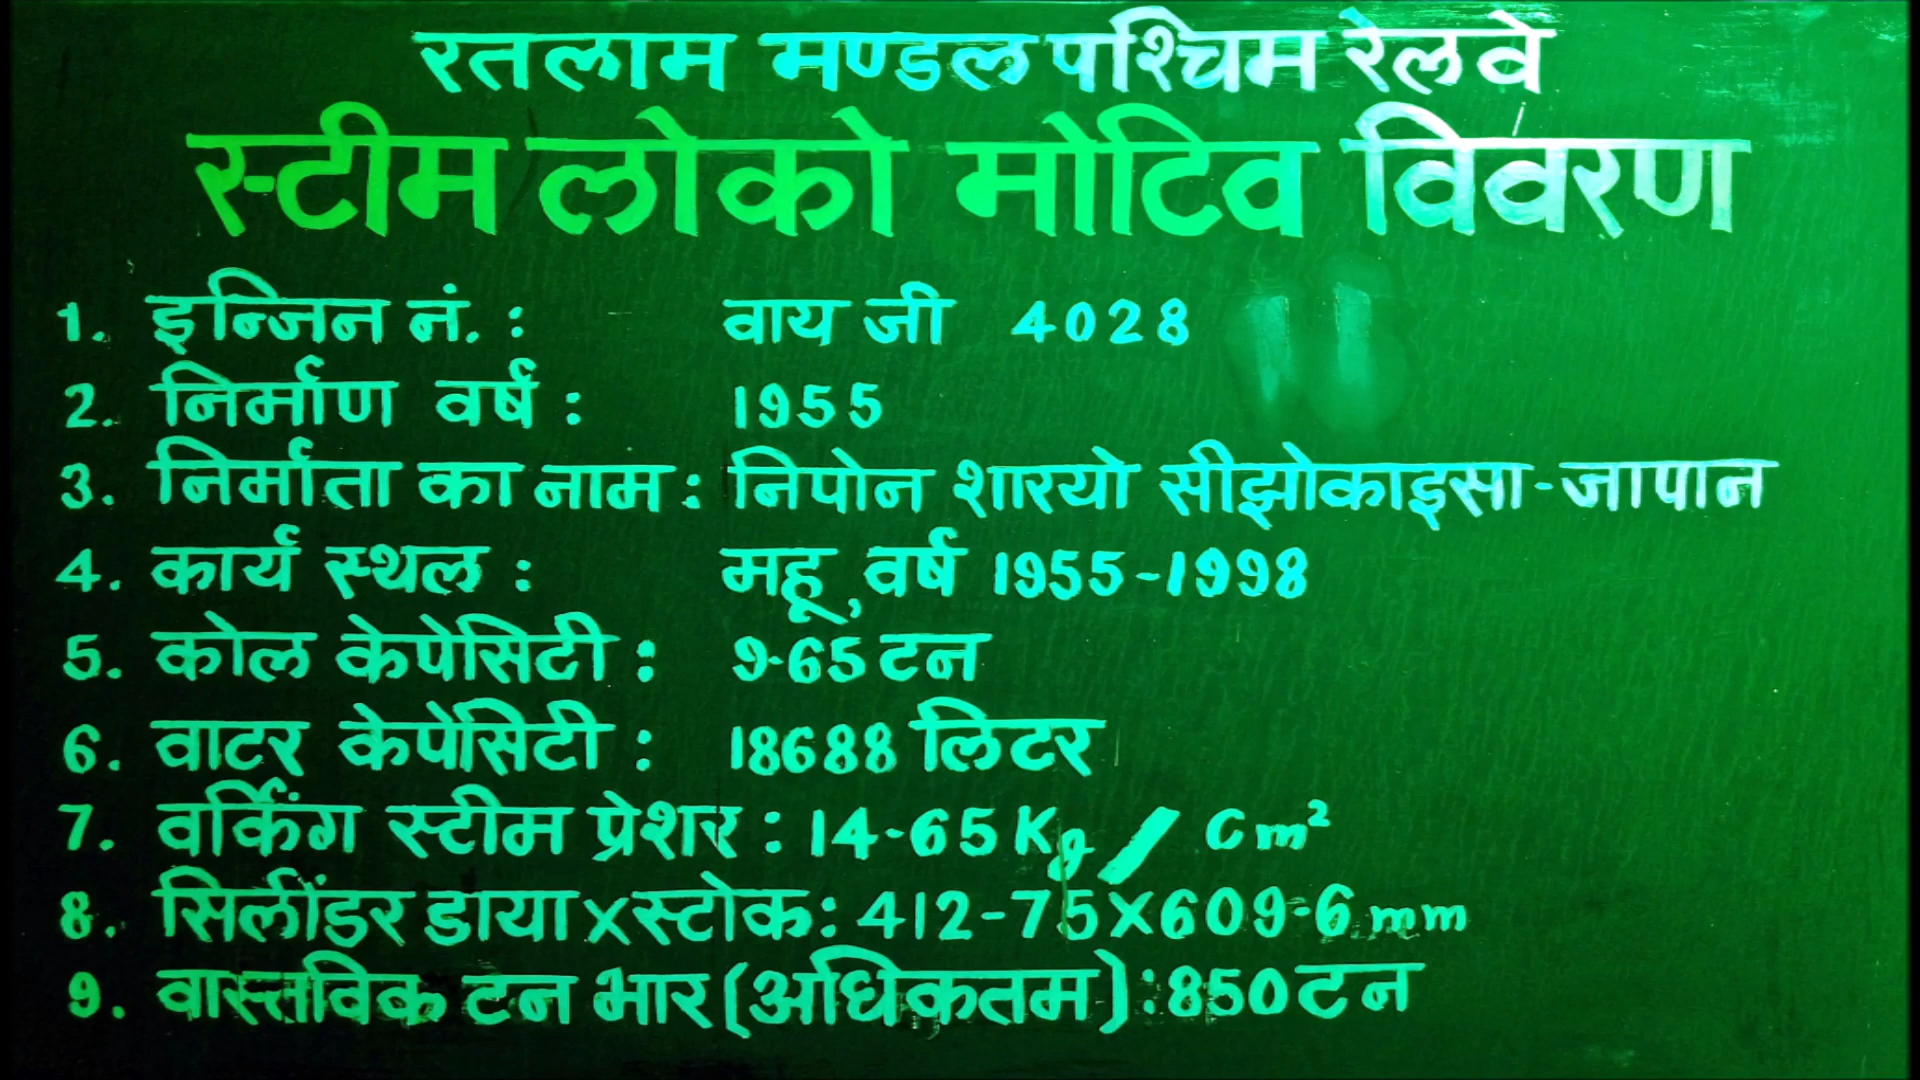 रतलाम मण्डल पश्चिम रेलवे
स्टीम लोको मोटिव विवरण
1. इन्जिन नं. : वाय जी 4028
2. निर्माण वर्ष : 1955
3. निर्माता का नाम : निपोन शारयो सीझोकाइसा-जापान
4. कार्य स्थल : महू, वर्ष 1955-1998
5. कोल केपेसिटी : 9-65 टन
6. वाटर केपेसिटी : 18688 लिटर
7. वर्किंग स्टीम प्रेशर : 14-65 Kg / Cm²
8. सिलींडर डाया x स्टोक : 412-75 X 609-6 mm
9. वास्तविक टन भार (अधिकतम) : 850 टन